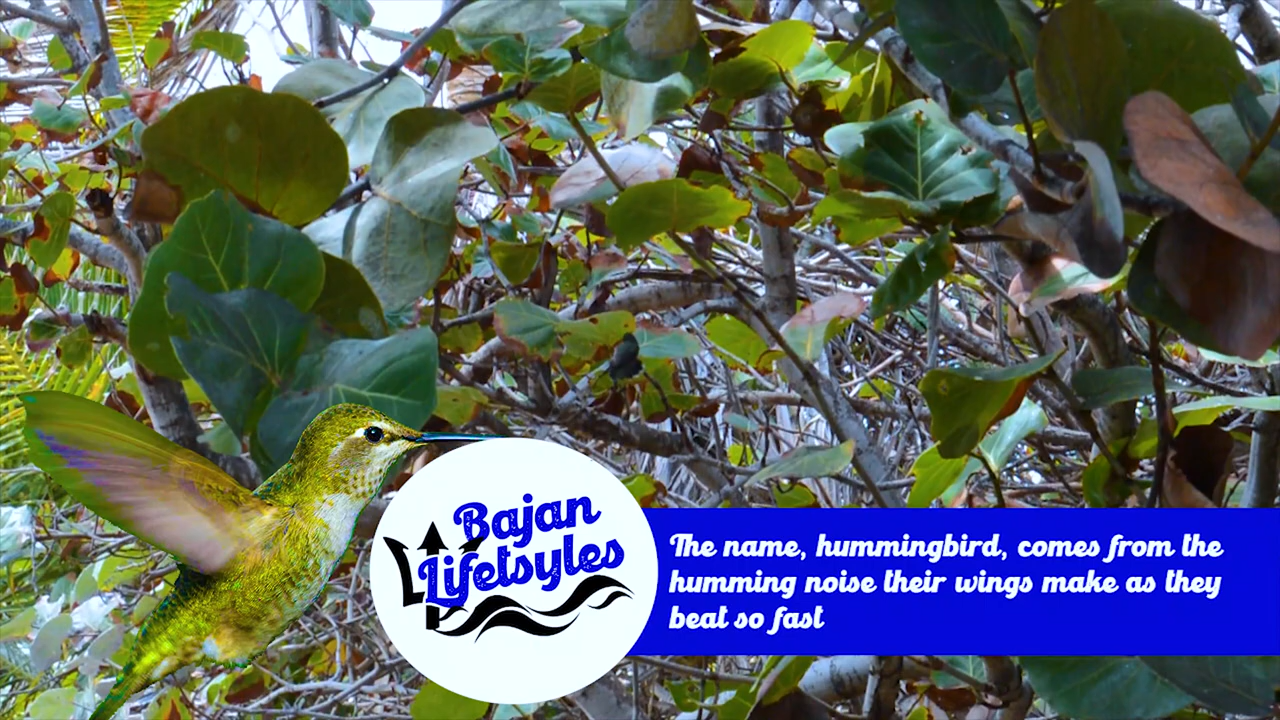 Bajan
Lifetsyles
The name, hummingbird, comes from the
humming noise their wings make as they
beat so fast